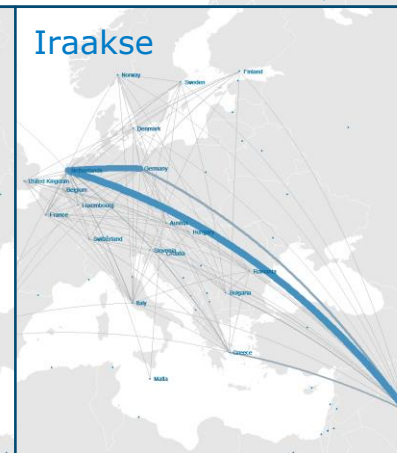 Iraakse
Norway
Sweden
Finland
Denmark
Netherlands
Germany
United Kingdom
Belgium
Luxembourg
France
Austria
Hungary
Switzerland
Slovenia
Croatia
Romania
Bulgaria
Italy
Greece
Malta